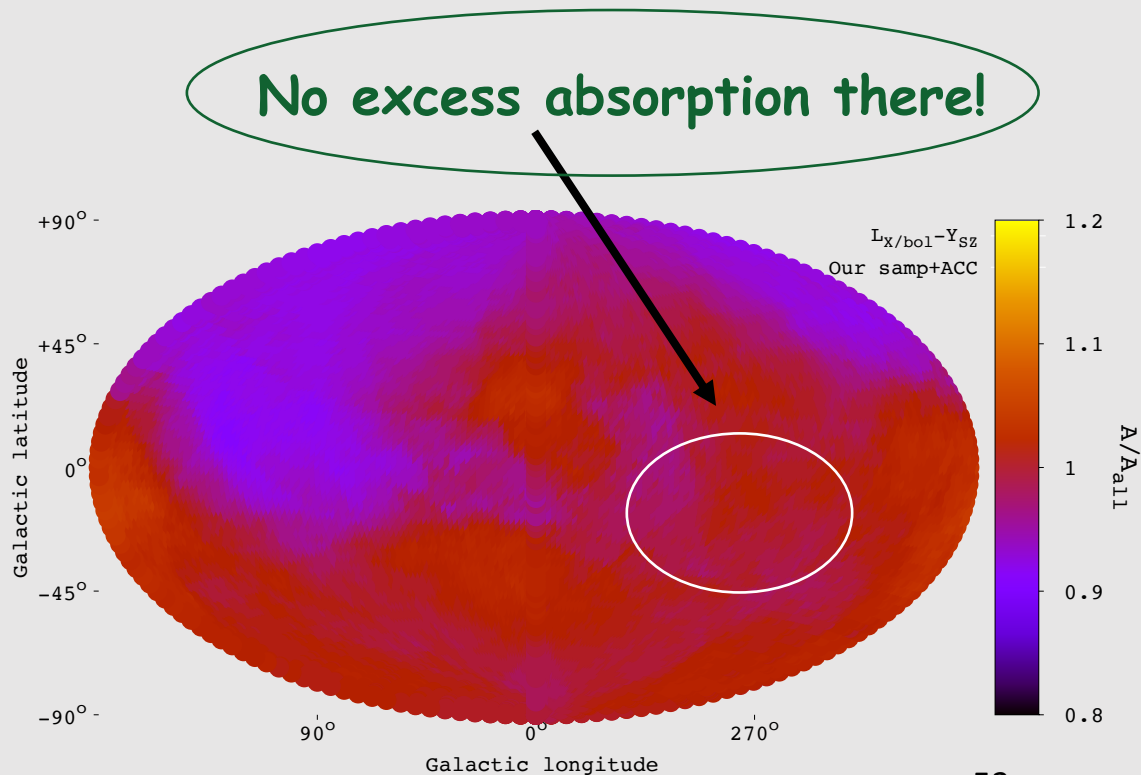 No excess absorption there!
L_X/bol-Y_SZ
Our samp+ACC
+90°
+45°
0°
-45°
-90°
Galactic latitude
90°
0°
270°
Galactic longitude
1.2
1.1
1
0.9
0.8
A/A_all